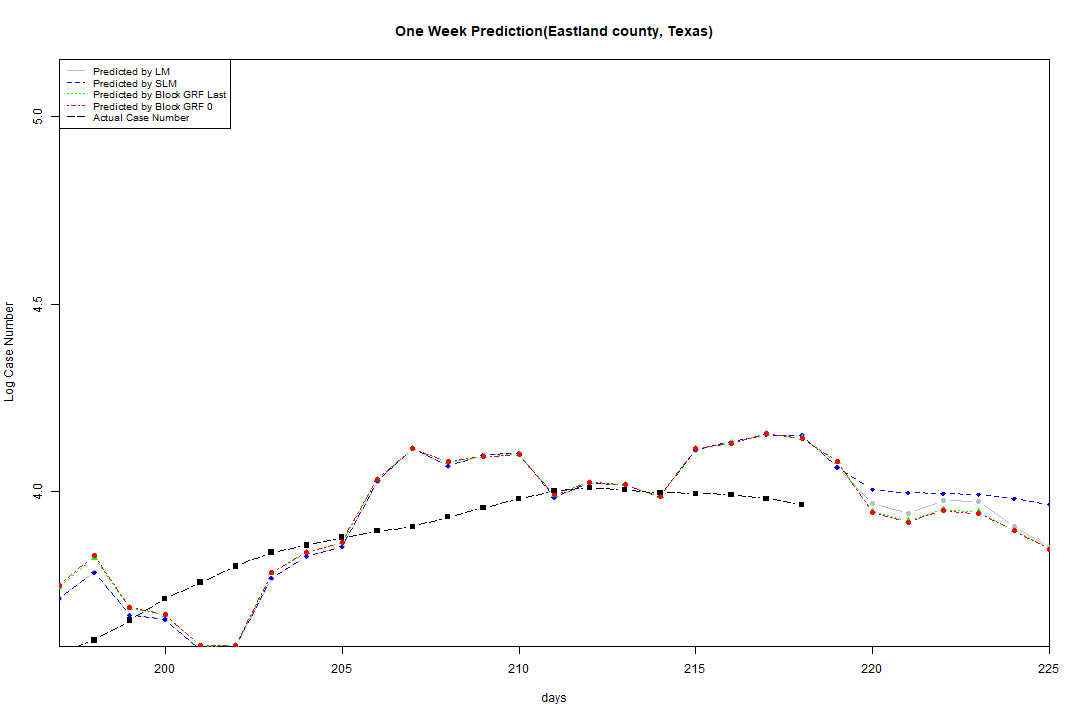 One Week Prediction(Eastland county, Texas)
Predicted by LM
Predicted by SLM
Predicted by Block GRF Last
Predicted by Block GRF 0
Actual Case Number
5.0
4.5
4.0
Log Case Number
200
205
210
215
220
225
days